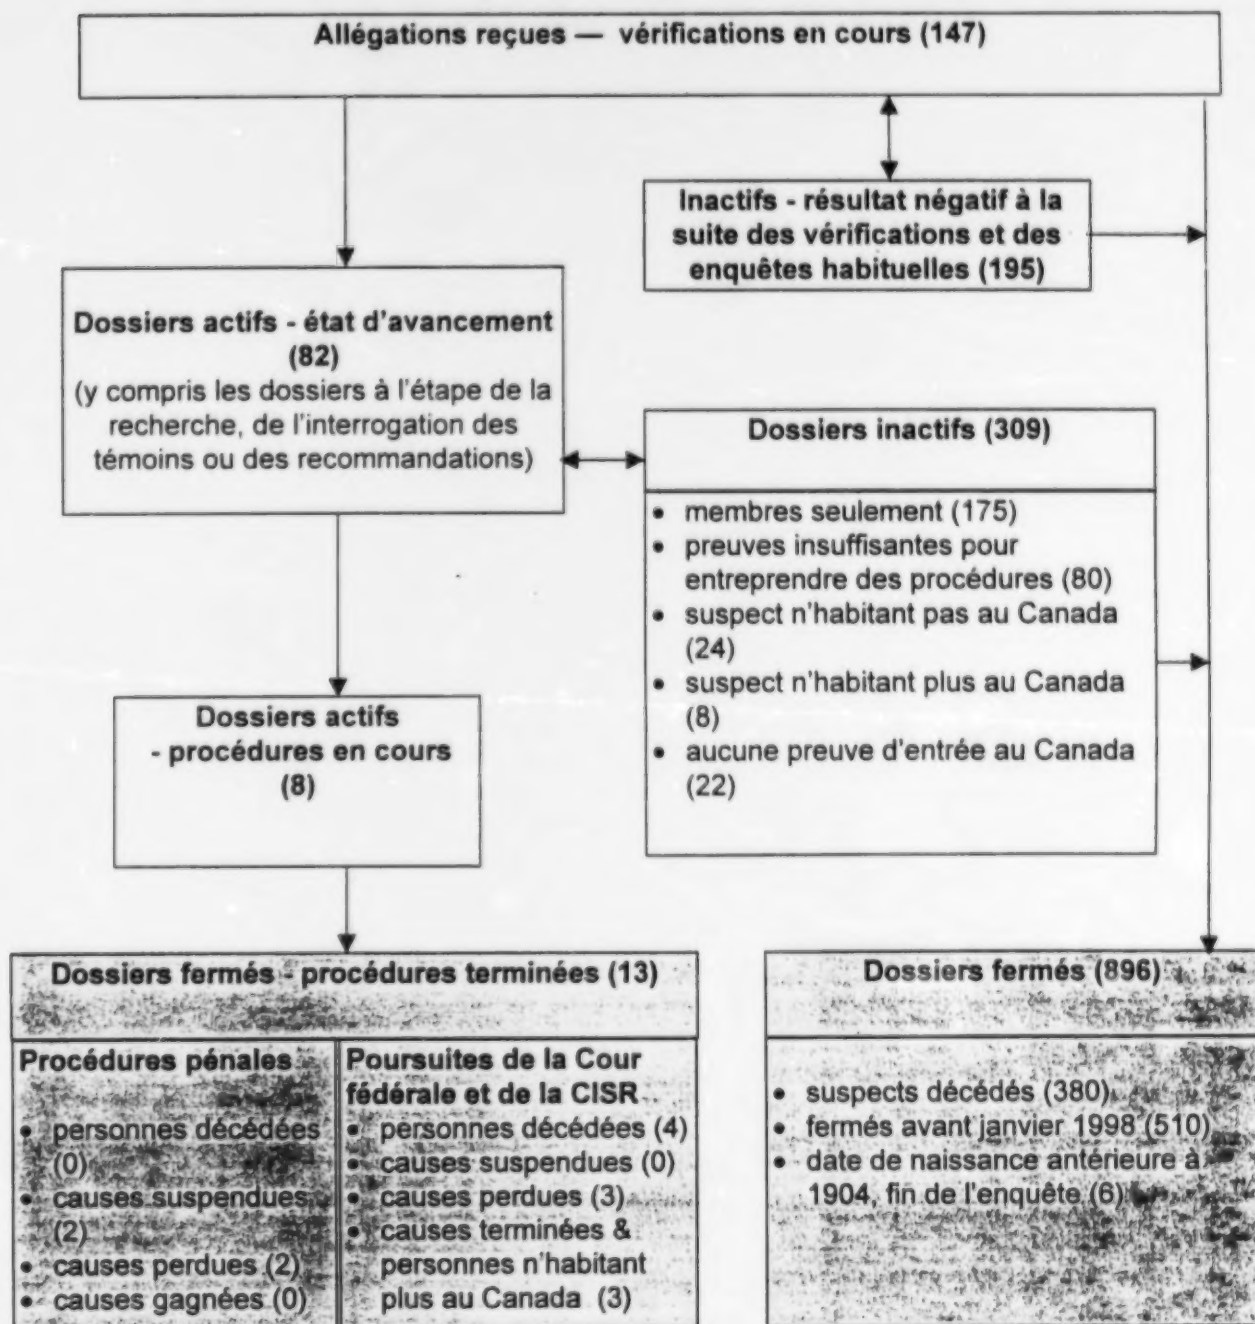 Allégations reçues — vérifications en cours (147)
Inactifs - résultat négatif à la
suite des vérifications et des
enquêtes habituelles (195)
Dossiers actifs - état d'avancement
(82)
(y compris les dossiers à l'étape de la
recherche, de l'interrogation des
témoins ou des recommandations)
Dossiers inactifs (309)
• membres seulement (175)
• preuves insuffisantes pour
entreprendre des procédures (80)
• suspect n'habitant pas au Canada
(24)
• suspect n'habitant plus au Canada
(8)
• aucune preuve d'entrée au Canada
(22)
Dossiers actifs
- procédures en cours
(8)
Dossiers fermés - procédures terminées (13)
Procédures pénales
• personnes décédées
(0)
• causes suspendues
(2)
• causes perdues (2)
• causes gagnées (0)
Poursuites de la Cour
fédérale et de la CISR
• personnes décédées (4)
• causes suspendues (0)
• causes perdues (3)
• causes terminées &
personnes n'habitant
plus au Canada (3)
Dossiers fermés (896)
• suspects décédés (380)
• fermés avant janvier 1998 (510)
• date de naissance antérieure à
1904, fin de l'enquête (6)